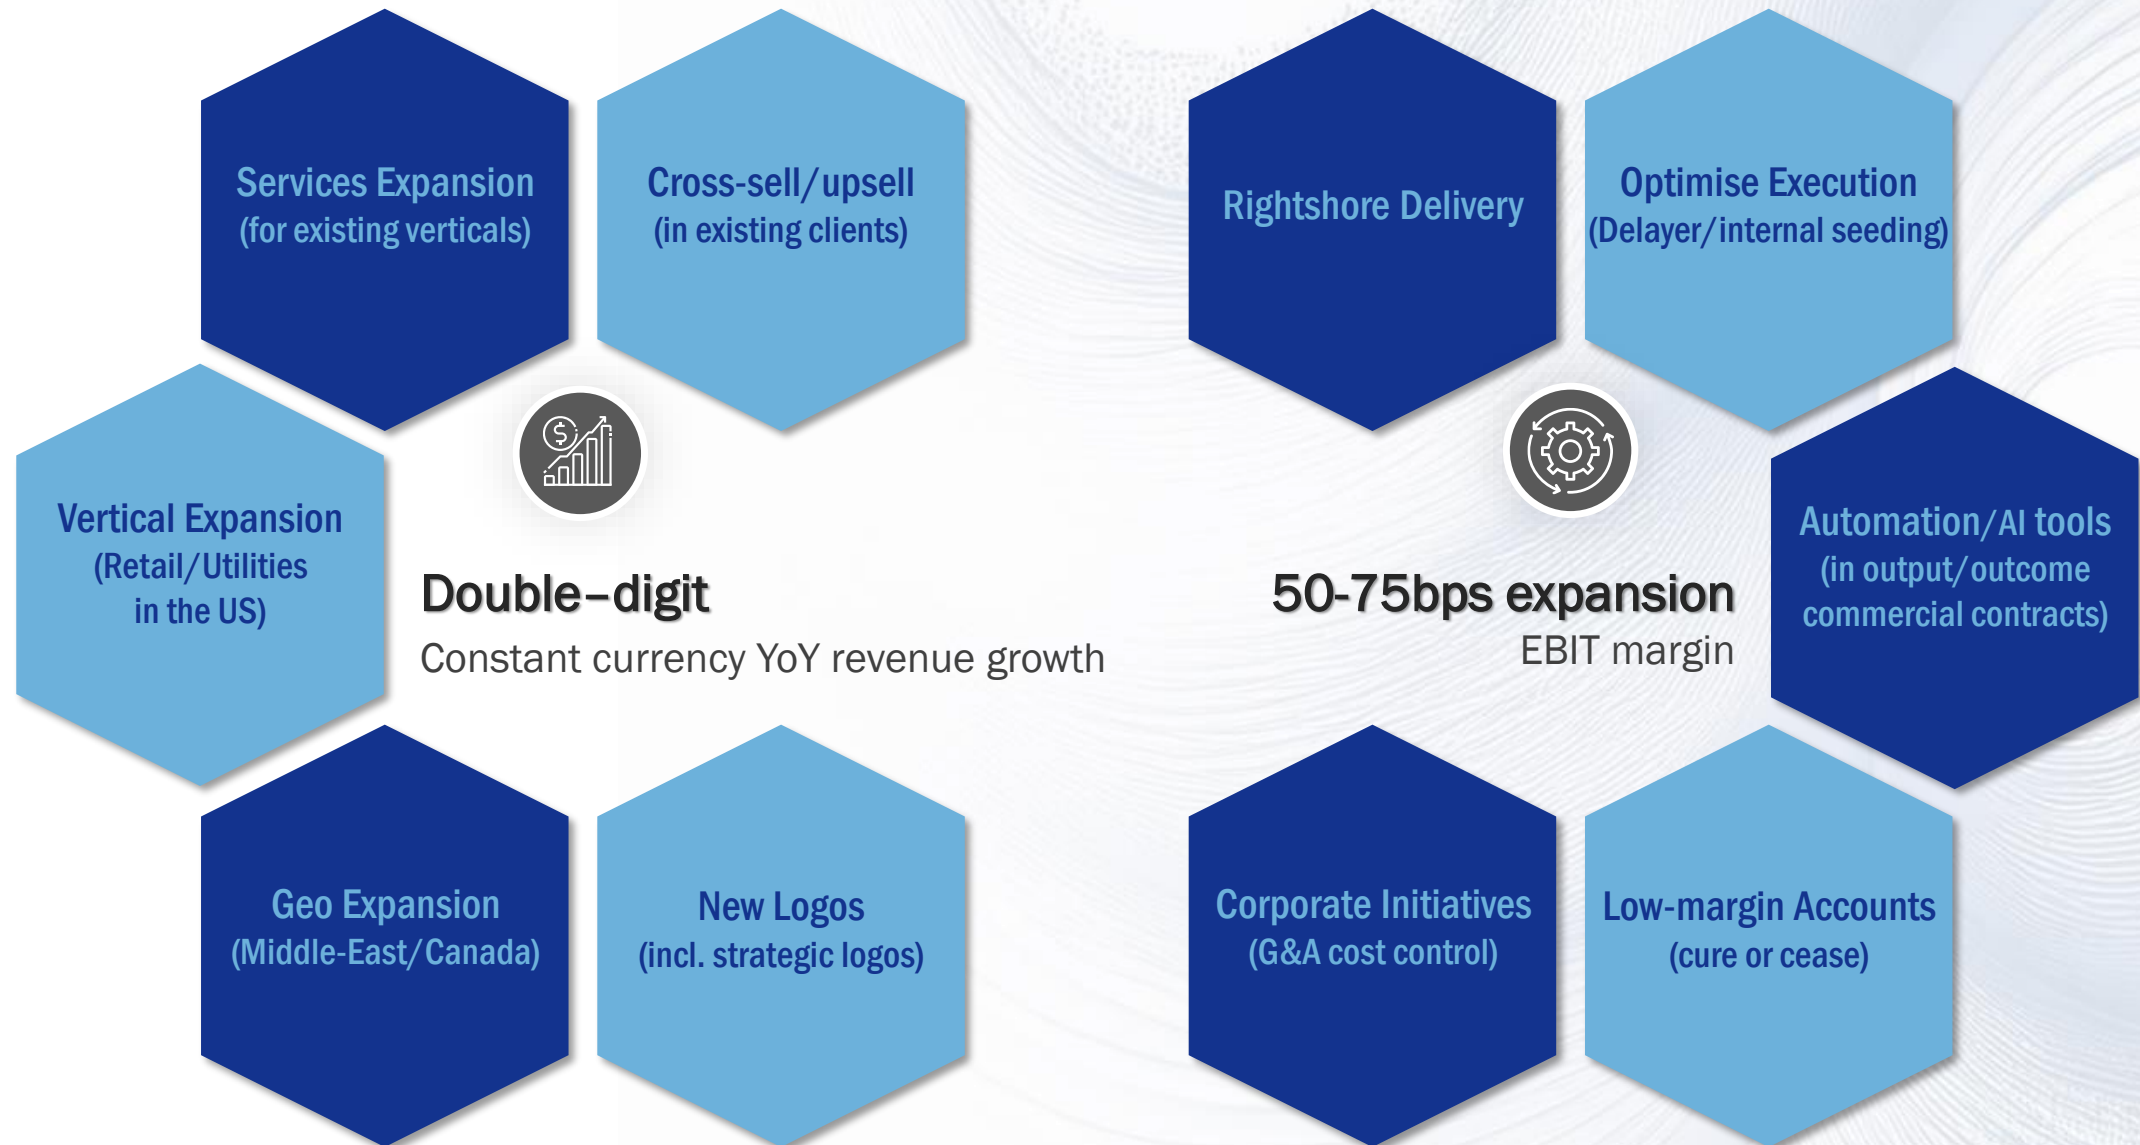 Services Expansion
(for existing verticals)
Cross-sell/upsell
(in existing clients)
Vertical Expansion
(Retail/Utilities
in the US)
Double–digit
Constant currency YoY revenue growth
Geo Expansion
(Middle-East/Canada)
New Logos
(incl. strategic logos)
Rightshore Delivery
Optimise Execution
(Delayer/internal seeding)
50-75bps expansion
EBIT margin
Automation/AI tools
(in output/outcome
commercial contracts)
Corporate Initiatives
(G&A cost control)
Low-margin Accounts
(cure or cease)